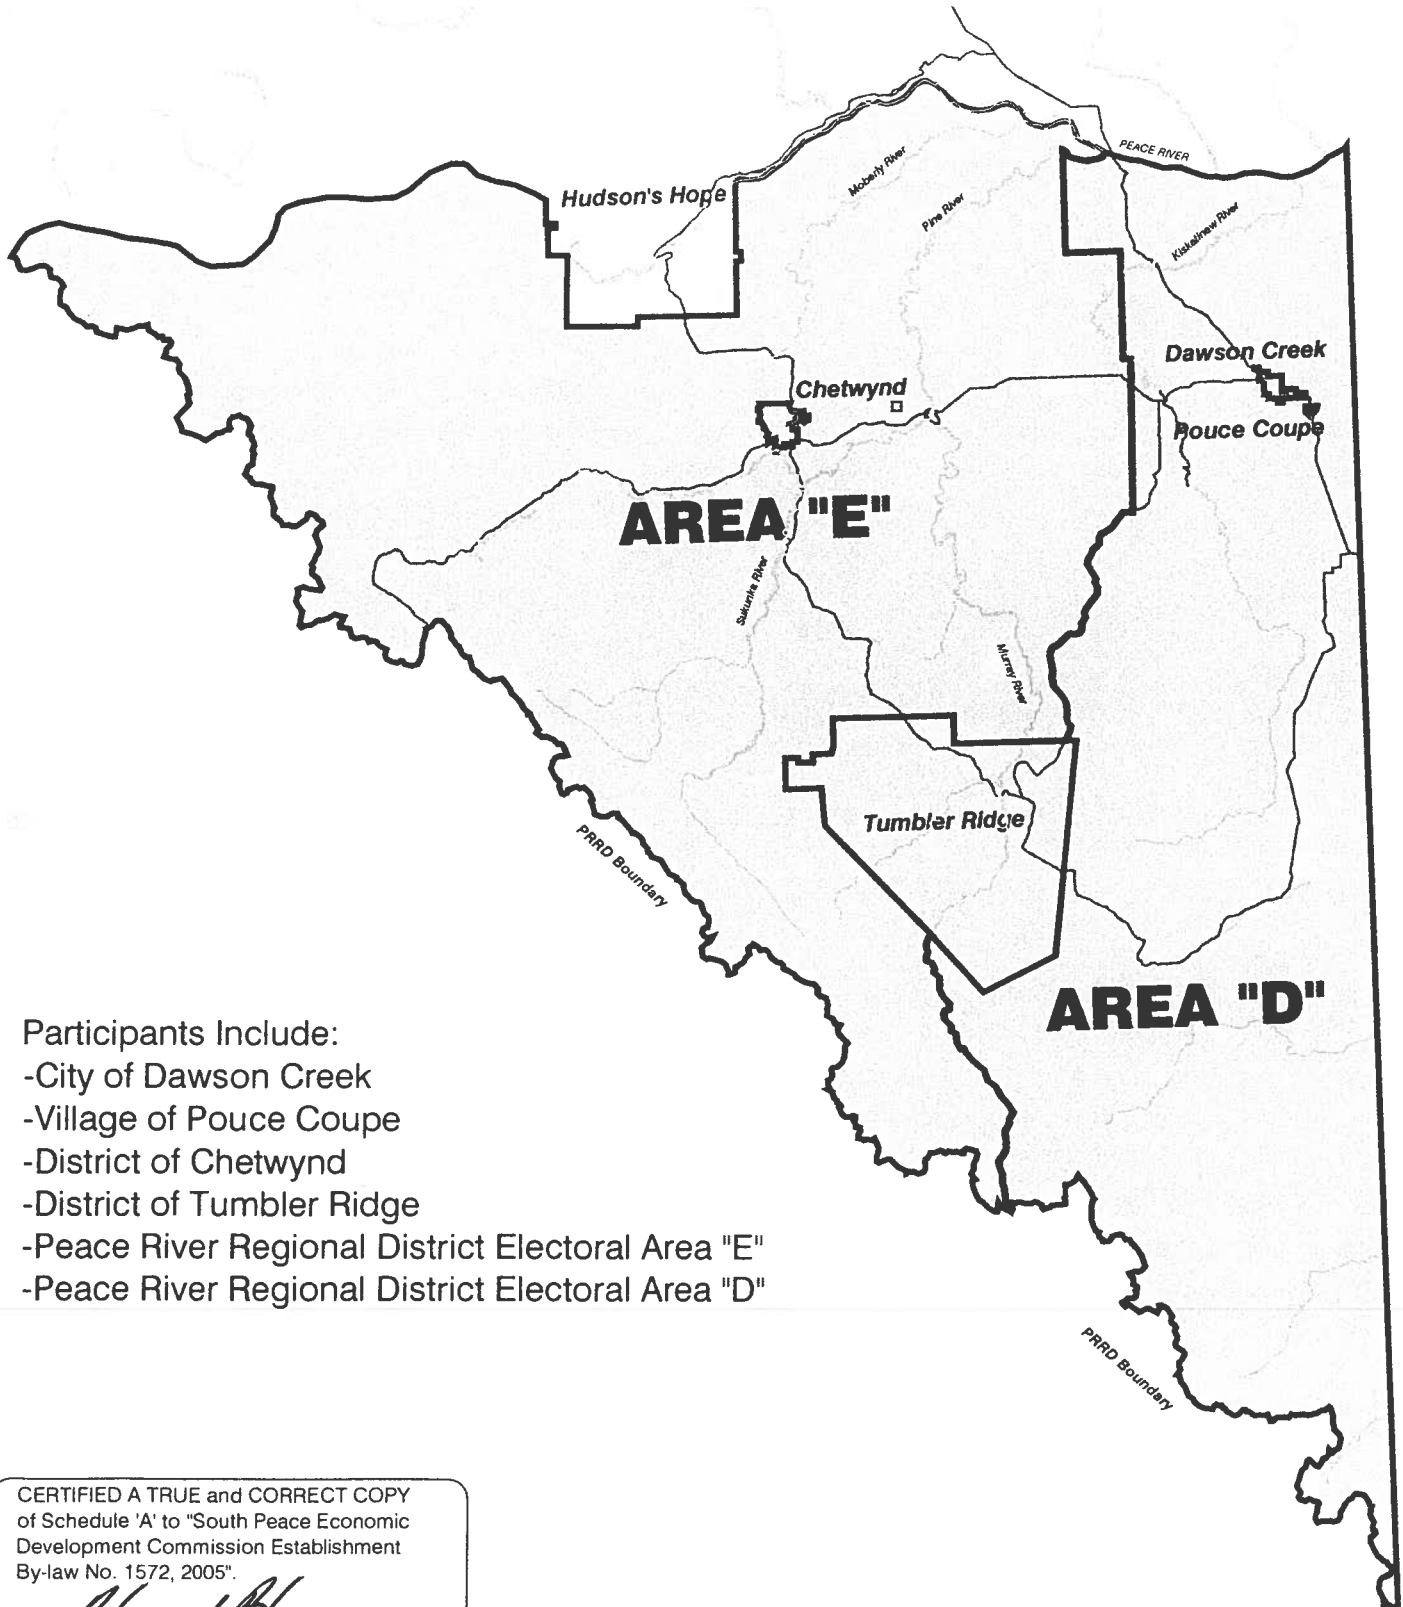 PEACE RIVER
Moberly River
Hudson's Hope
Pine River
Kiskatinaw River
Dawson Creek
Chetwynd
Pouce Coupe
AREA "E"
Sukunka River
Murray River
Tumbler Ridge
PRRD Boundary
AREA "D"
Participants Include:
-City of Dawson Creek
-Village of Pouce Coupe
-District of Chetwynd
-District of Tumbler Ridge
-Peace River Regional District Electoral Area "E"
-Peace River Regional District Electoral Area "D"
PRRD Boundary
CERTIFIED A TRUE and CORRECT COPY
of Schedule 'A' to "South Peace Economic
Development Commission Establishment
By-law No. 1572, 2005".